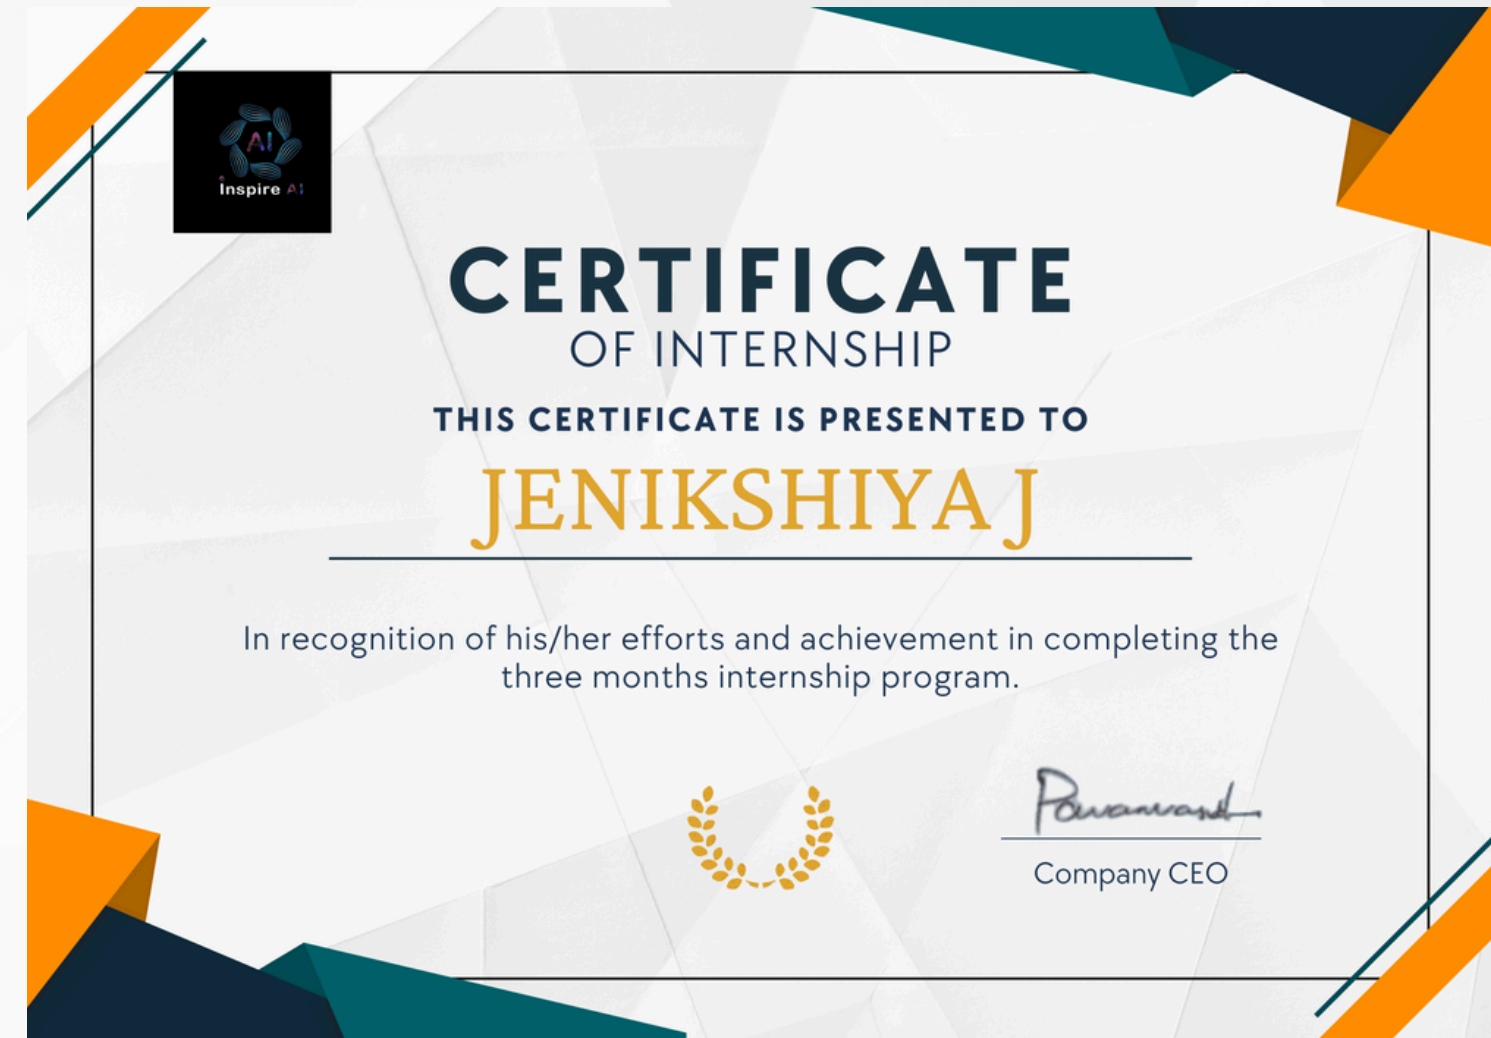 AI
inspire AI
CERTIFICATE
OF INTERNSHIP
THIS CERTIFICATE IS PRESENTED TO
JENIKSHIYA J
In recognition of his/her efforts and achievement in completing the
three months internship program.
Company CEO